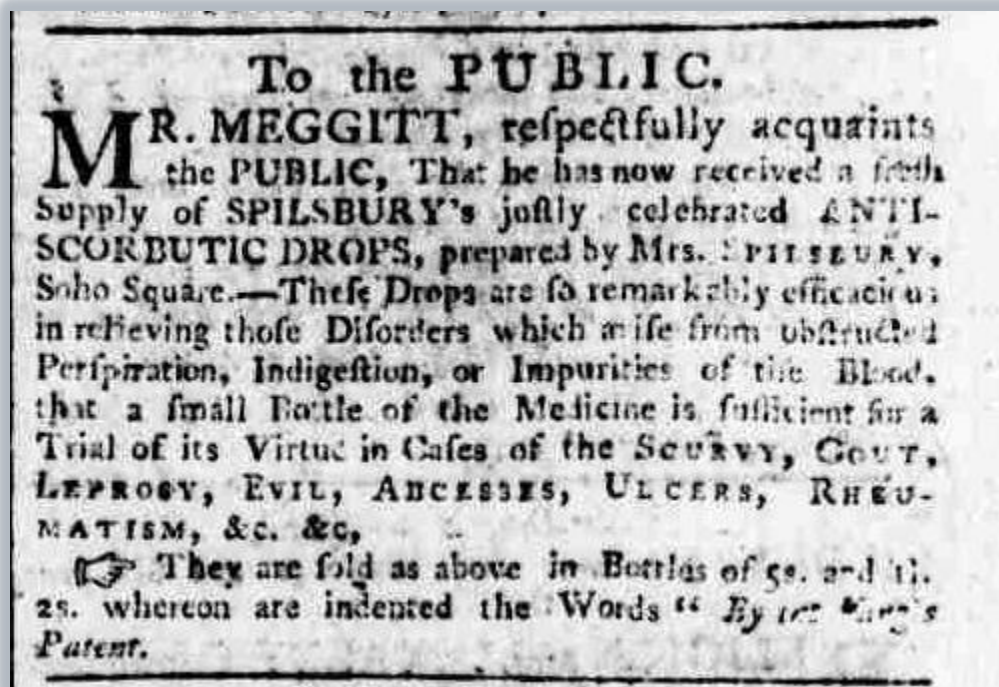 To the PUBLIC.
MR. MEGGITT, reſpectfully acquaints
the PUBLIC, That he has now received a freſh
Supply of SPILSBURY's juſtly celebrated ANTI-
SCORBUTIC DROPS, prepared by Mrs. SPILSBURY,
Soho Square.—Theſe Drops are ſo remarkably efficacious
in relieving thoſe Diſorders which ariſe from obſtructed
Perſpiration, Indigeſtion, or Impurities of the Blood.
that a ſmall Bottle of the Medicine is ſufficient for a
Trial of its Virtue in Caſes of the SCURVY, GOUT,
LEPROSY, EVIL, ABCESSES, ULCERS, RHEU-
MATISM, &c. &c,
☞ They are ſold as above in Bottles of 5s. and 1l.
2s. whereon are indented the Words “ By the King's
Patent.